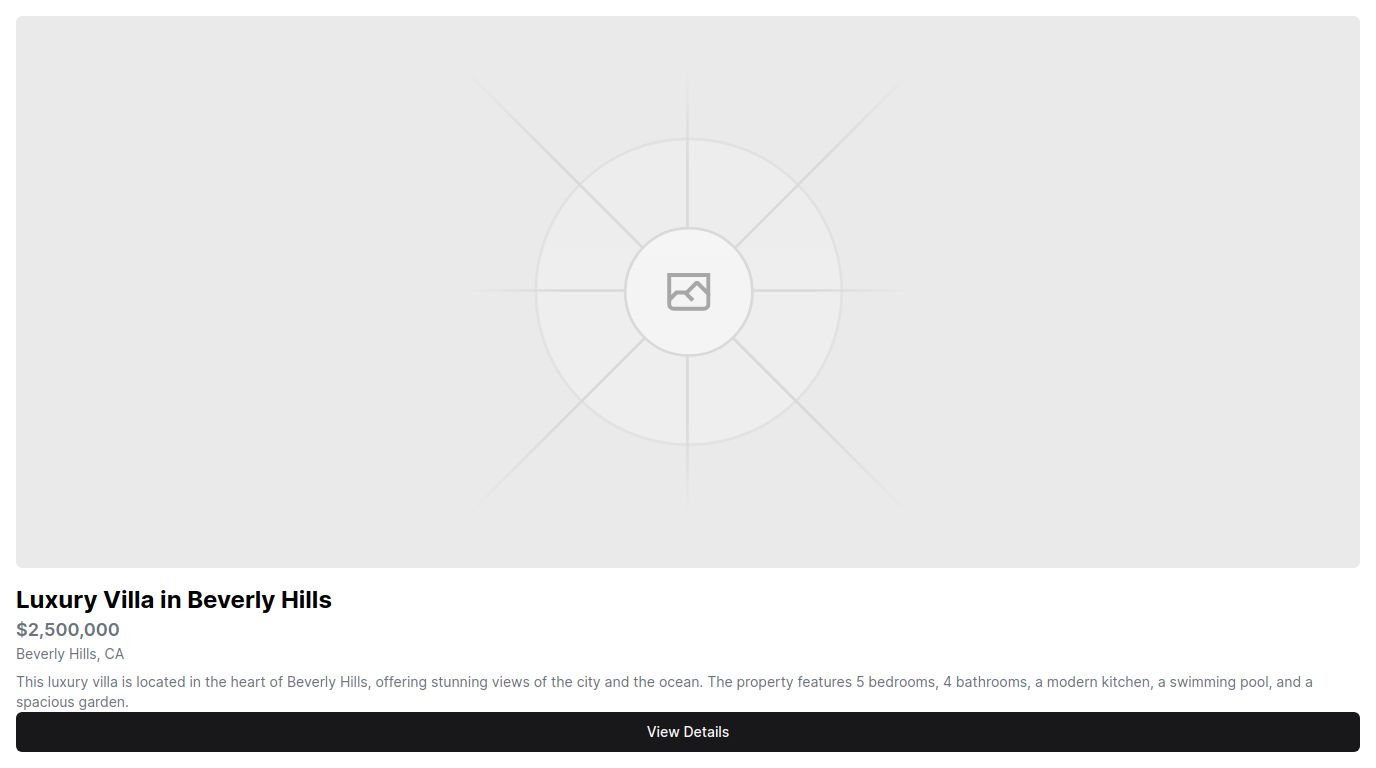 Luxury Villa in Beverly Hills
$2,500,000
Beverly Hills, CA
This luxury villa is located in the heart of Beverly Hills, offering stunning views of the city and the ocean. The property features 5 bedrooms, 4 bathrooms, a modern kitchen, a swimming pool, and a
spacious garden.
View Details